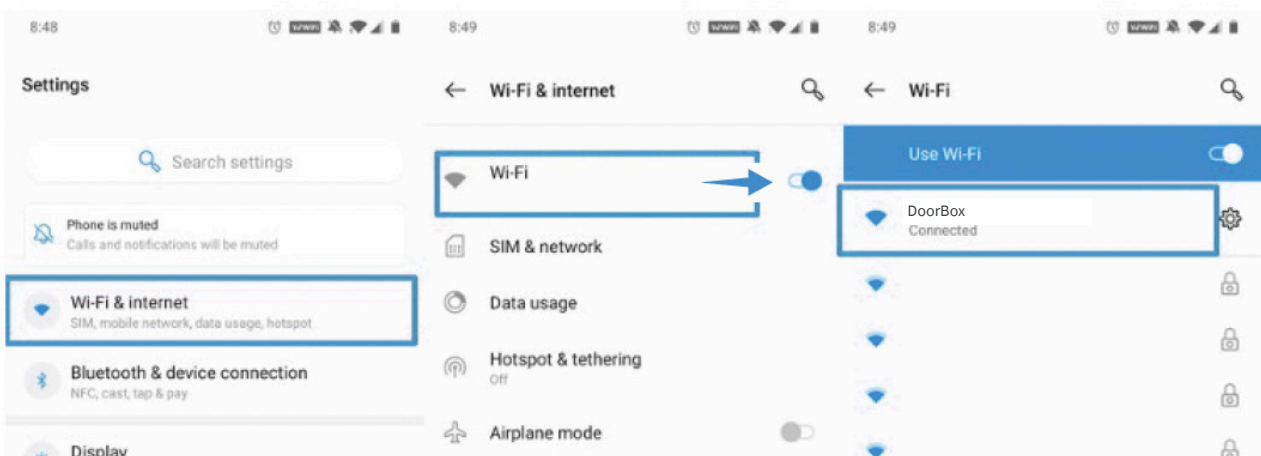 8:48
Settings
Search settings
Phone is muted
Calls and notifications will be muted
Wi-Fi & internet
SIM, mobile network, data usage, hotspot
Bluetooth & device connection
NFC, cast, tap & pay
Display
8:49
Wi-Fi & internet
Wi-Fi
SIM & network
Data usage
Hotspot & tethering
Off
Airplane mode
8:49
Wi-Fi
Use Wi-Fi
DoorBox
Connected